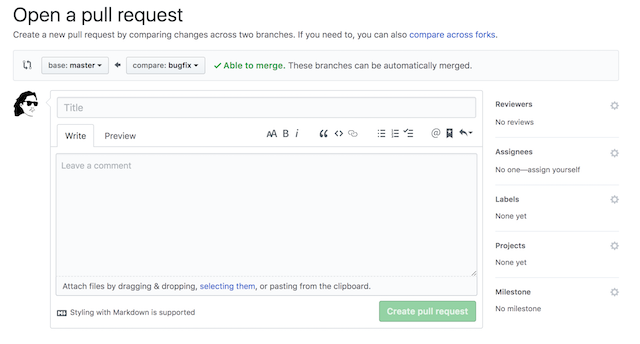 Open a pull request
Create a new pull request by comparing changes across two branches. If you need to, you can also compare across forks.
base: master compare: bugfix Able to merge. These branches can be automatically merged.
Title
Write Preview AA B i
Leave a comment
Attach files by dragging & dropping, selecting them, or pasting from the clipboard.
Styling with Markdown is supported Create pull request
Reviewers
No reviews
Assignees
No one—assign yourself
Labels
None yet
Projects
None yet
Milestone
No milestone